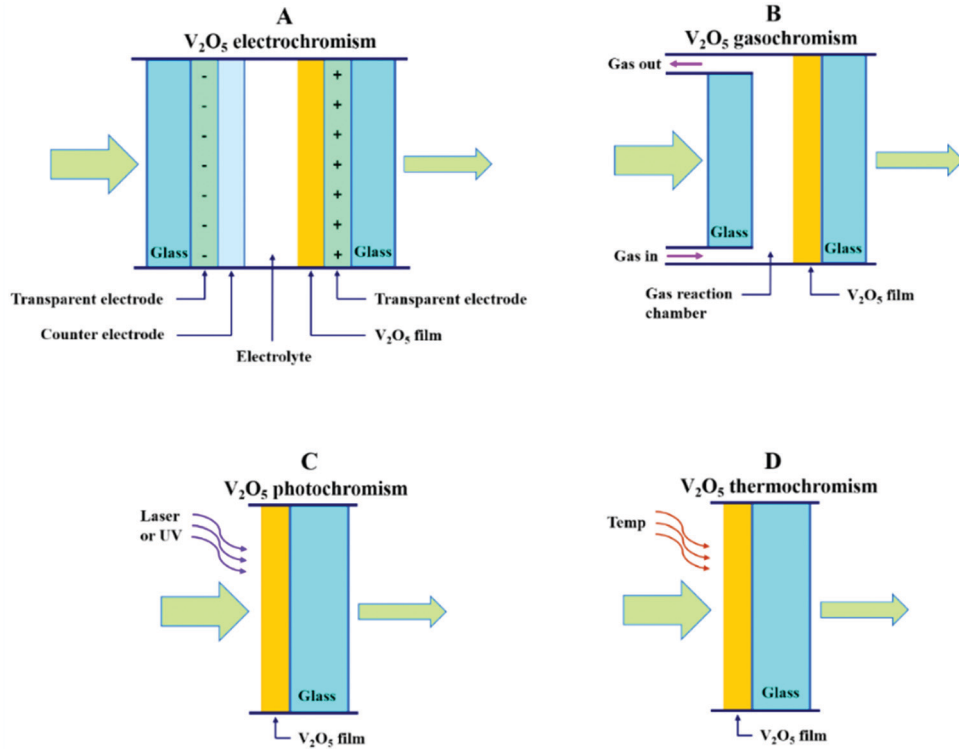 A
V₂O₅ electrochromism
-
-
-
-
-
-
-
+
+
+
+
+
+
+
Glass
Glass
Transparent electrode
Transparent electrode
Counter electrode
V₂O₅ film
Electrolyte
B
V₂O₅ gasochromism
Gas out
Glass
Glass
Gas in
Gas reaction
chamber
V₂O₅ film
C
V₂O₅ photochromism
Laser
or UV
Glass
V₂O₅ film
D
V₂O₅ thermochromism
Temp
Glass
V₂O₅ film